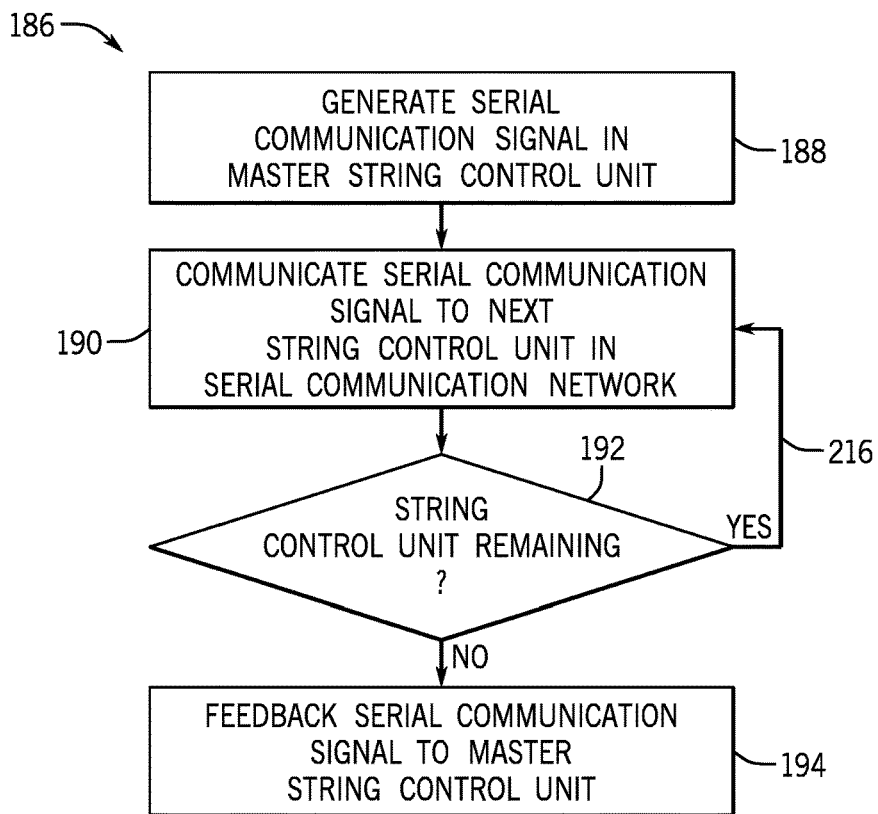 186
GENERATE SERIAL
COMMUNICATION SIGNAL IN
MASTER STRING CONTROL UNIT
188
COMMUNICATE SERIAL COMMUNICATION
SIGNAL TO NEXT
STRING CONTROL UNIT IN
SERIAL COMMUNICATION NETWORK
190
192
216
STRING
CONTROL UNIT REMAINING
?
YES
NO
FEEDBACK SERIAL COMMUNICATION
SIGNAL TO MASTER
STRING CONTROL UNIT
194